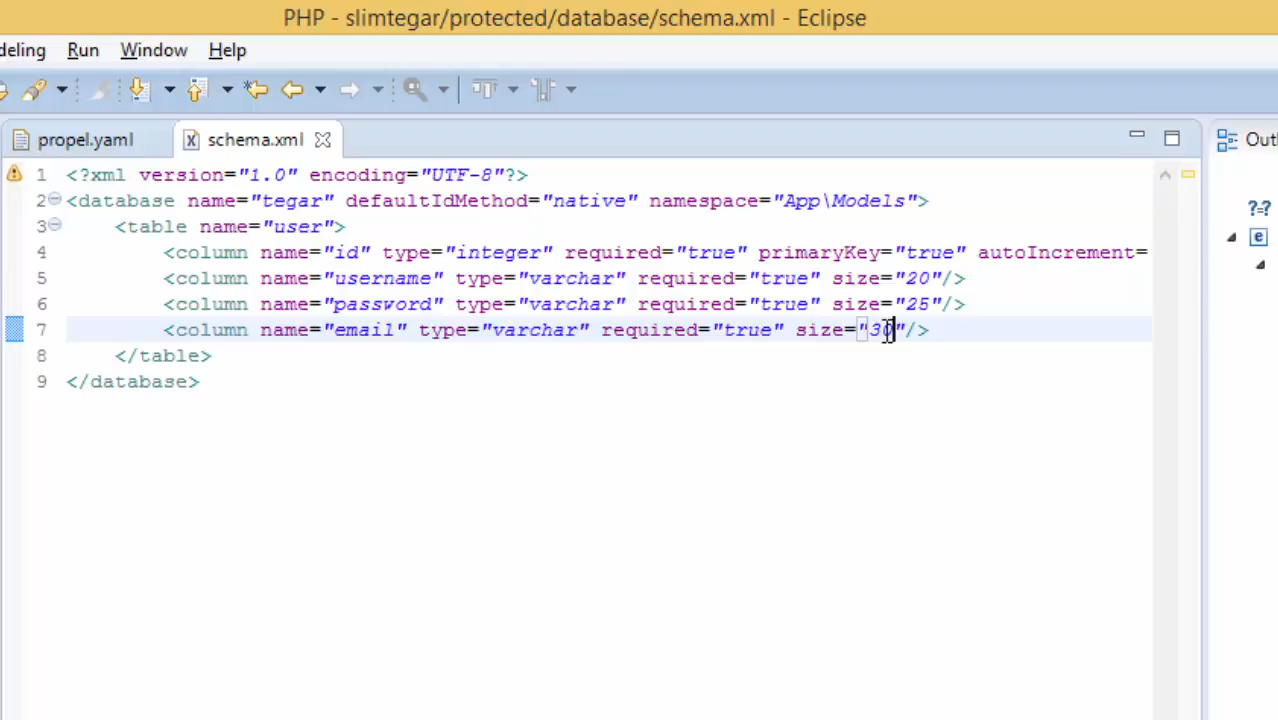 PHP - slimtegar/protected/database/schema.xml - Eclipse
deling Run Window Help
propel.yaml schema.xml
Outl
1 <?xml version="1.0" encoding="UTF-8"?>
2 <database name="tegar" defaultIdMethod="native" namespace="App\Models">
3 <table name="user">
4 <column name="id" type="integer" required="true" primaryKey="true" autoIncrement=
5 <column name="username" type="varchar" required="true" size="20"/>
6 <column name="password" type="varchar" required="true" size="25"/>
7 <column name="email" type="varchar" required="true" size="30"/>
8 </table>
9 </database>
?=?
e